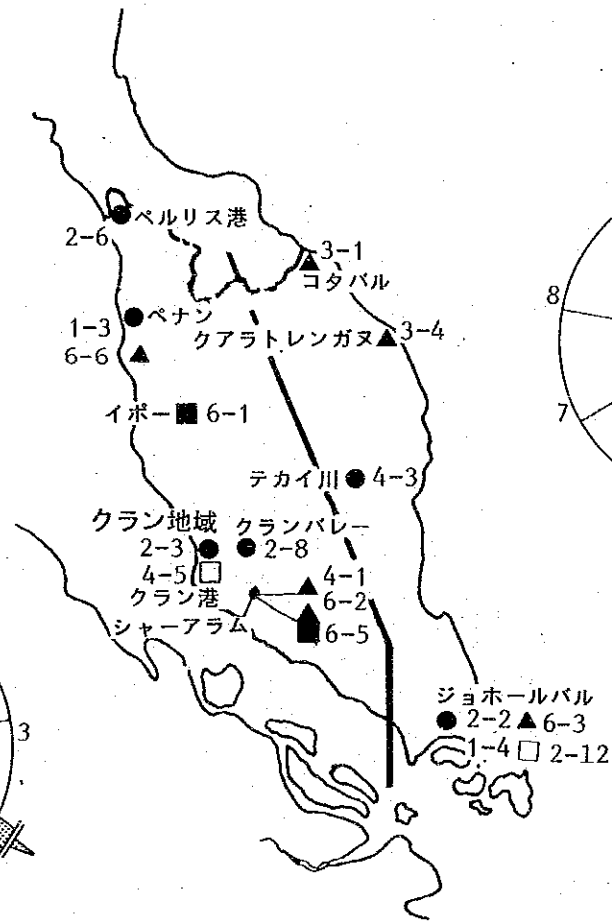 ペルリス港
2-6
3-1
コタバル
8
ペナン
1-3
クアラトレンガヌ 3-4
6-6
7
イポー 6-1
テカイ川 4-3
クラン地域 クランバレー
2-3 2-8
4-5 4-1
クラン港 6-2
シャーアラム 6-5
ジョホールバル
2-2 6-3
3
1-4 2-12